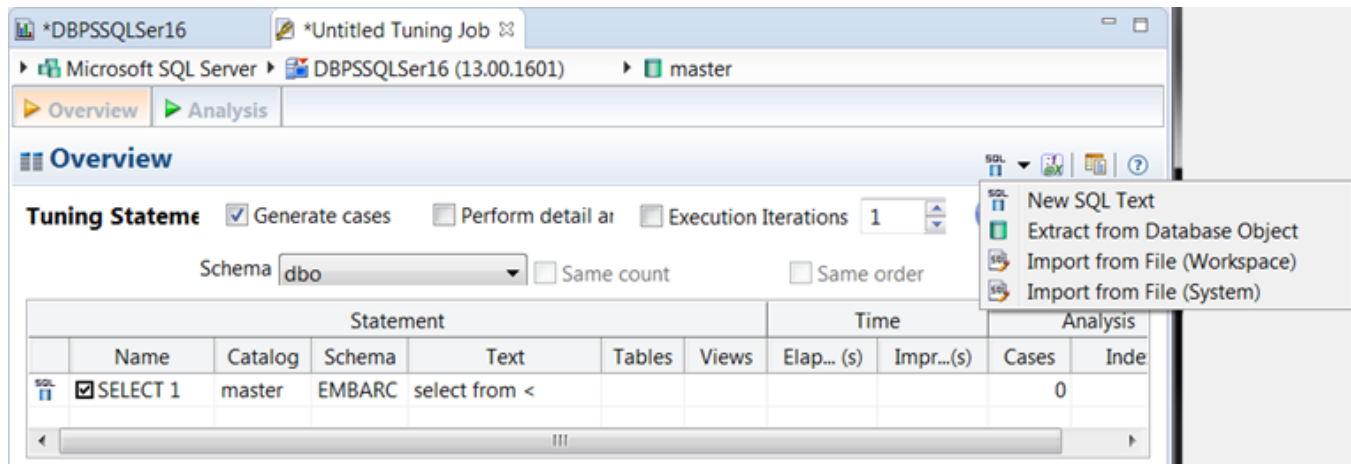 *DBPSSQLSer16 *Untitled Tuning Job
Microsoft SQL Server DBPSSQLSer16 (13.00.1601) master
Overview Analysis
Overview
SQL
New SQL Text
Extract from Database Object
Import from File (Workspace)
Import from File (System)
Tuning Stateme Generate cases Perform detail ar Execution Iterations 1
Schema dbo Same count Same order
Statement Time Analysis
Name Catalog Schema Text Tables Views Elap... (s) Impr...(s) Cases Inde
SELECT 1 master EMBARC select from < 0